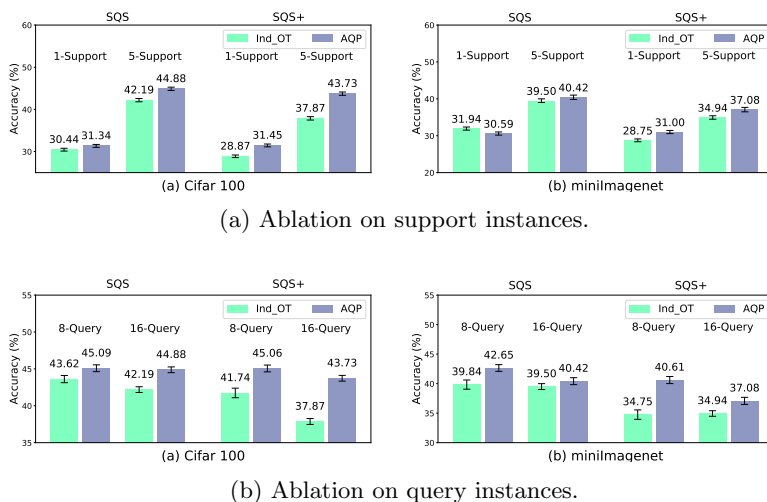 SQS SQS+
60
50
40
30
Accuracy (%)
Ind_OT AQP
1-Support 5-Support 1-Support 5-Support
30.44 31.34 42.19 44.88 28.87 31.45 37.87 43.73
(a) Cifar 100
SQS SQS+
60
50
40
30
20
Accuracy (%)
Ind_OT AQP
1-Support 5-Support 1-Support 5-Support
31.94 30.59 39.50 40.42 28.75 31.00 34.94 37.08
(b) miniImagenet
(a) Ablation on support instances.
SQS SQS+
55
50
45
40
35
Accuracy (%)
Ind_OT AQP
8-Query 16-Query 8-Query 16-Query
43.62 45.09 42.19 44.88 41.74 45.06 37.87 43.73
(a) Cifar 100
SQS SQS+
55
50
45
40
35
30
Accuracy (%)
Ind_OT AQP
8-Query 16-Query 8-Query 16-Query
39.84 42.65 39.50 40.42 34.75 40.61 34.94 37.08
(b) miniImagenet
(b) Ablation on query instances.